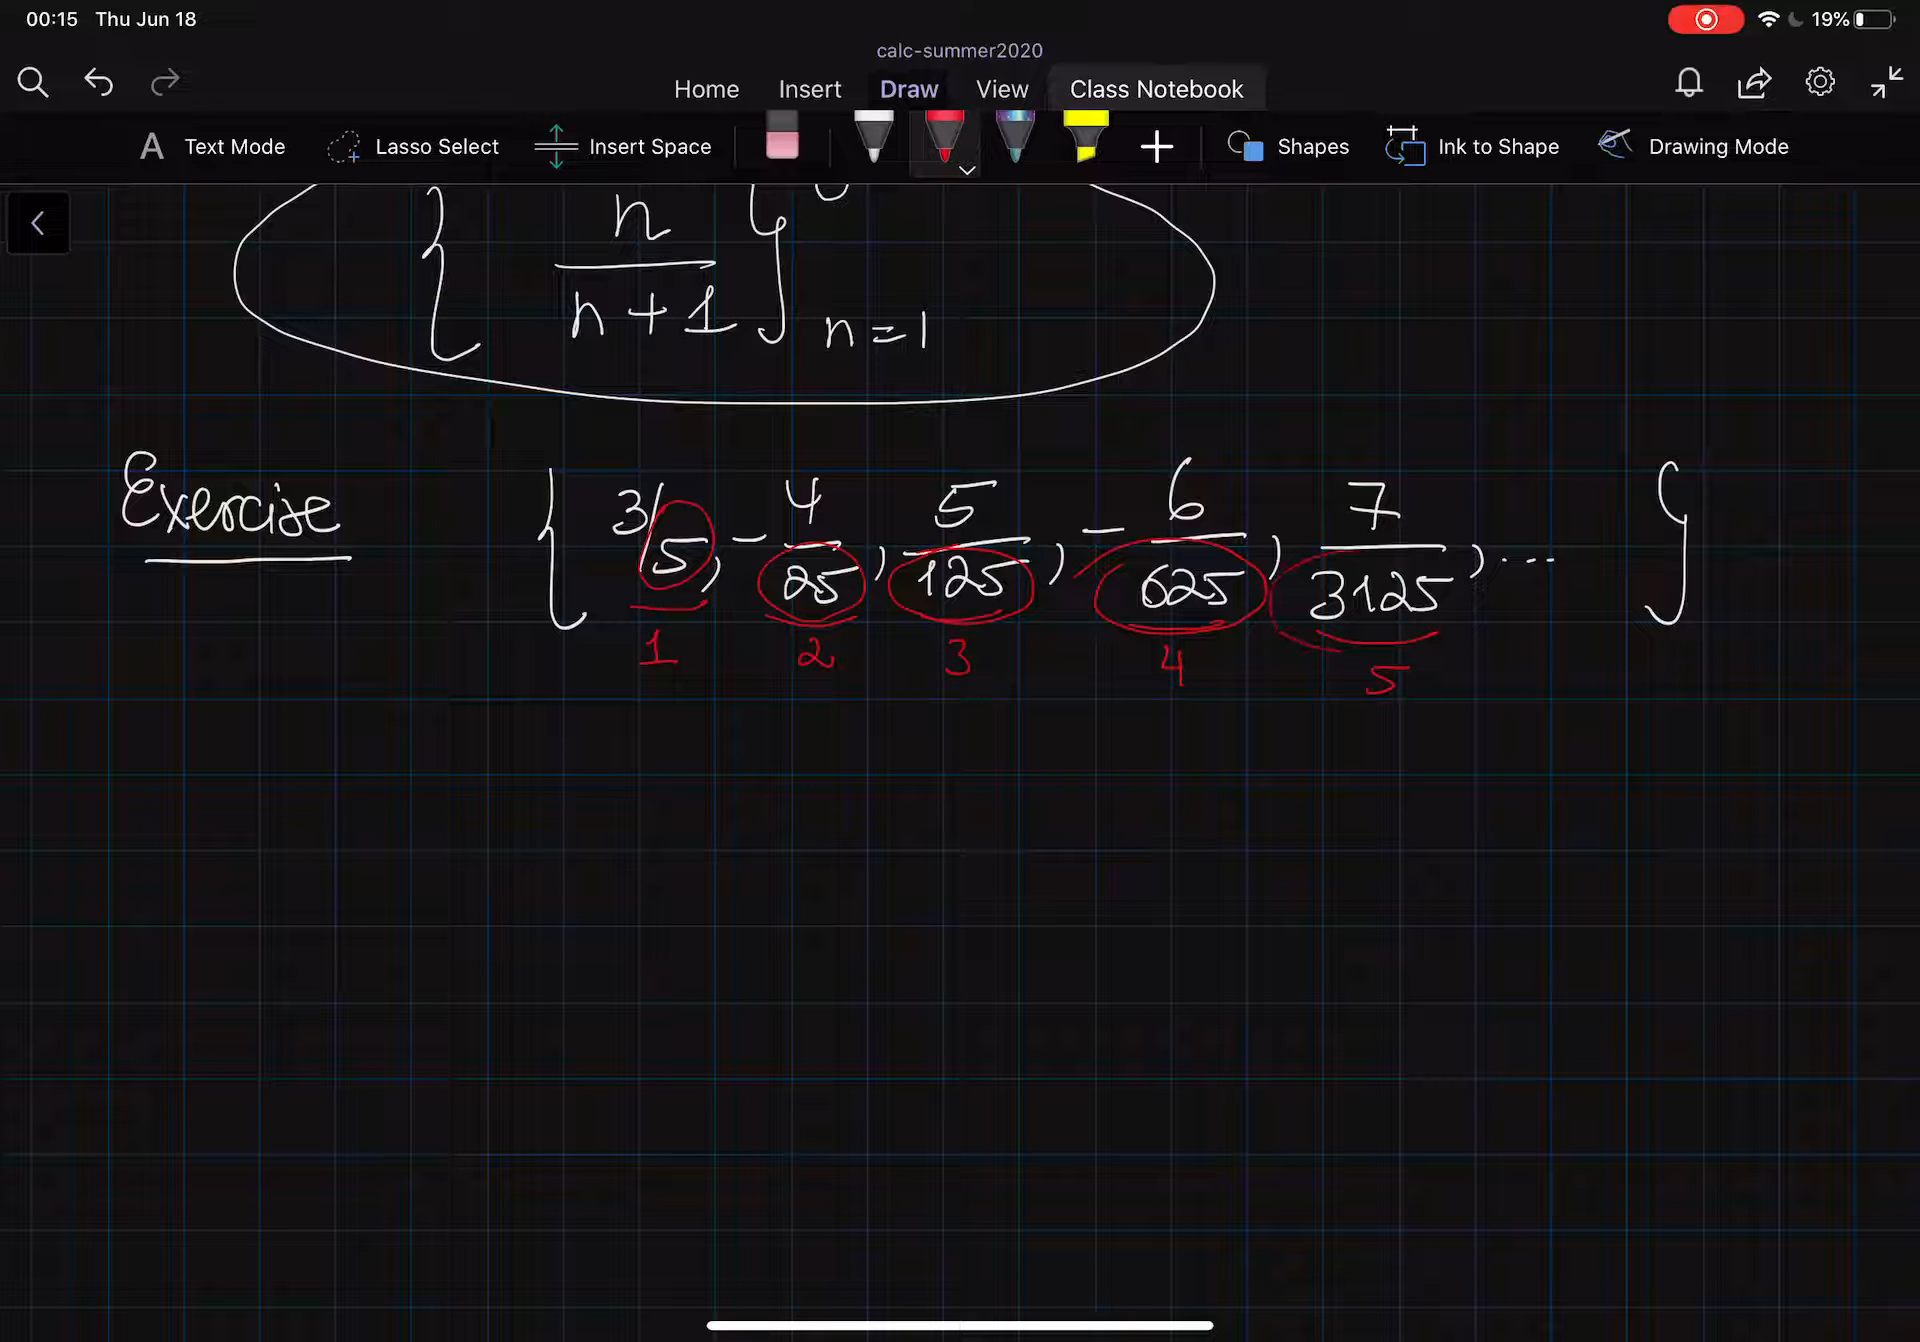 00:15 Thu Jun 18 19%
calc-summer2020
Home Insert Draw View Class Notebook
A Text Mode Lasso Select Insert Space Shapes Ink to Shape Drawing Mode
{ n/(n+1) } n=1
Exercise { 3/5, -4/25, 5/125, -6/625, 7/3125, ... }
1 2 3 4 5